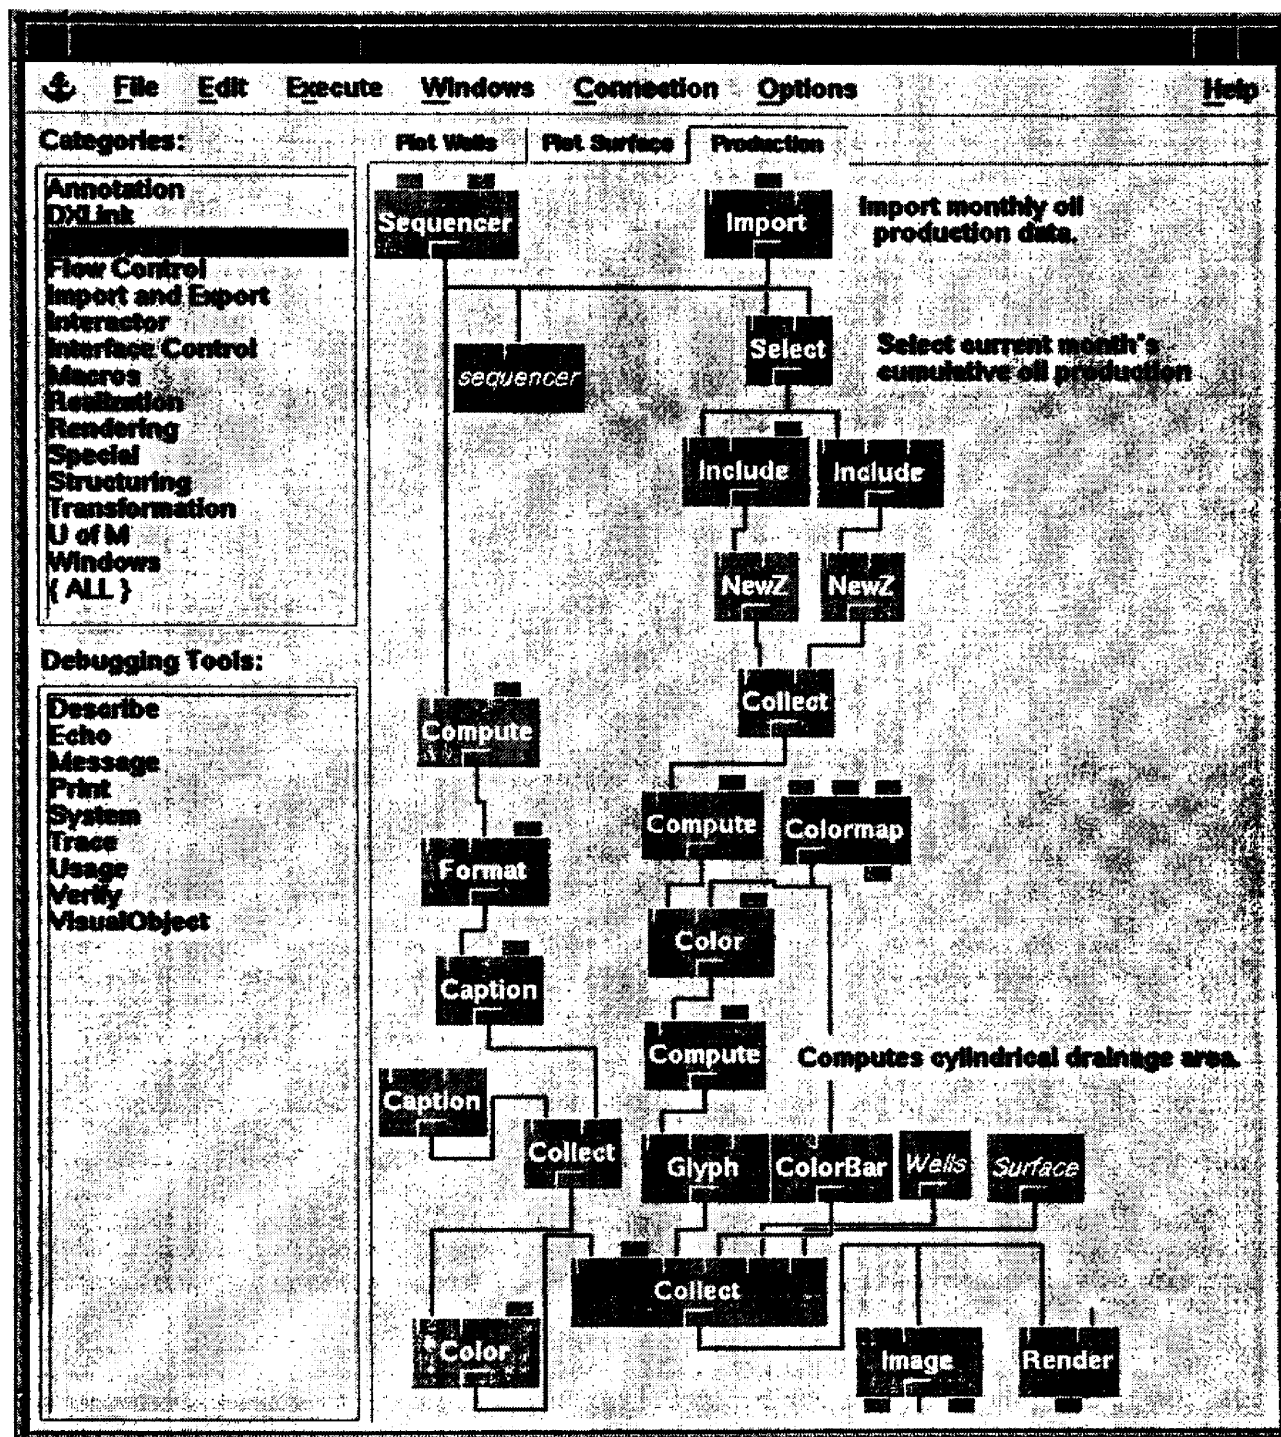 File Edit Execute Windows Connection Options Help
Categories:
Plot Wells Plot Surface Production
Annotation
DXLink
Flow Control
Import and Export
Interactor
Interface Control
Macros
Realization
Rendering
Special
Structuring
Transformation
U of M
Windows
{ ALL }
Debugging Tools:
Describe
Echo
Message
Print
System
Trace
Usage
Verify
VisualObject
Sequencer Import
Import monthly oil
production data.
sequencer Select
Select current month's
cumulative oil production
Include Include
NewZ NewZ
Collect
Compute
Compute Colormap
Format
Color
Caption
Compute Computes cylindrical drainage area.
Caption
Collect Glyph ColorBar Wells Surface
Collect
Color Image Render